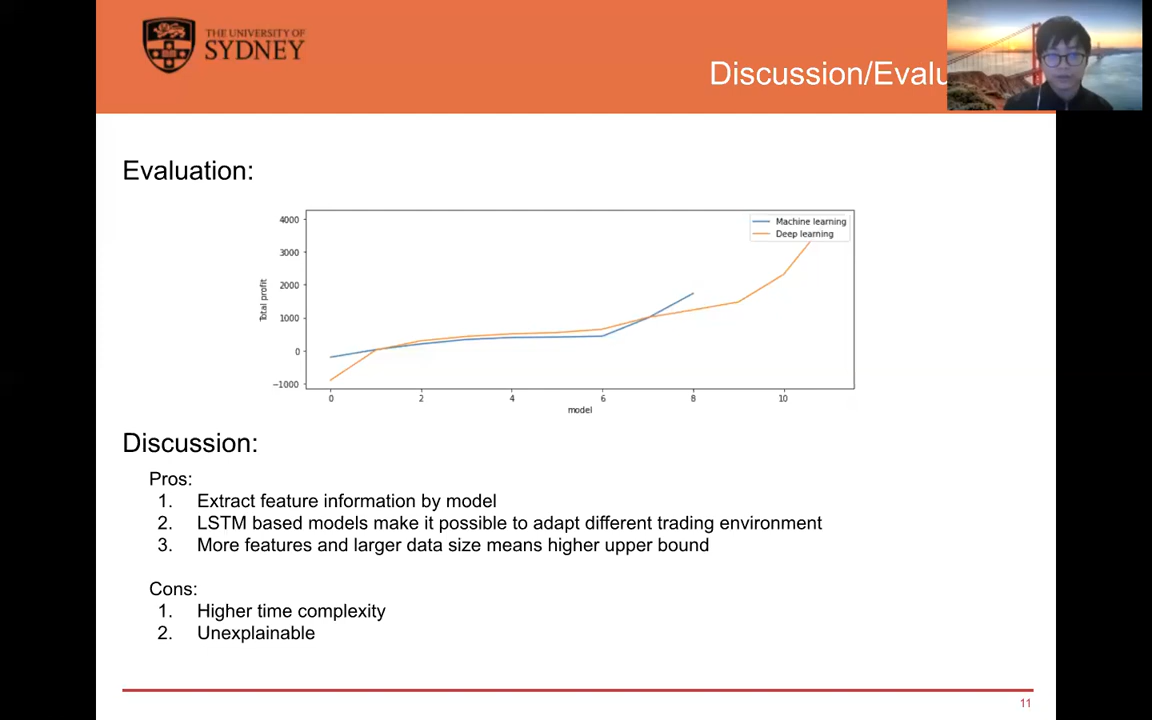 THE UNIVERSITY OF
SYDNEY
Discussion/Evalu
Evaluation:
4000
3000
2000
1000
0
−1000
Total profit
Machine learning
Deep learning
0 2 4 6 8 10
model
Discussion:
Pros:
1. Extract feature information by model
2. LSTM based models make it possible to adapt different trading environment
3. More features and larger data size means higher upper bound
Cons:
1. Higher time complexity
2. Unexplainable
11